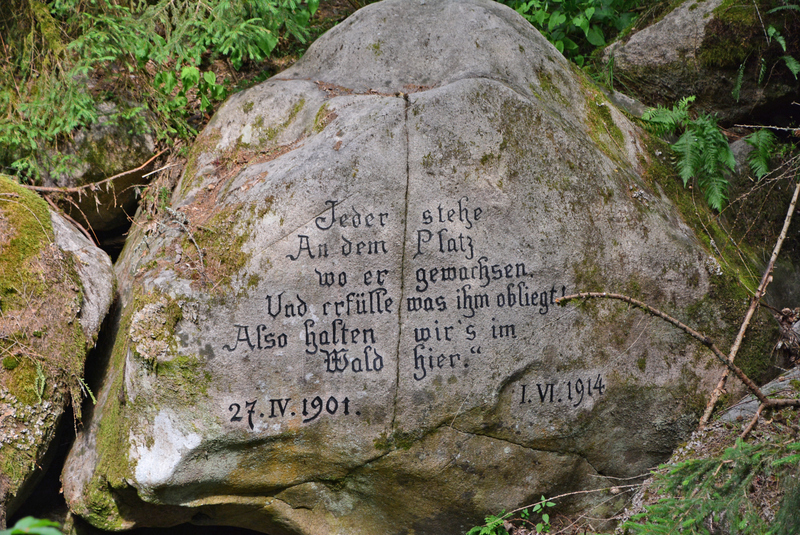 Jeder stehe
An dem Platz
wo er gewachsen.
Und erfülle was ihm obliegt!
Also halten wir's im
Wald hier."
27. IV. 1901. I. VI. 1914